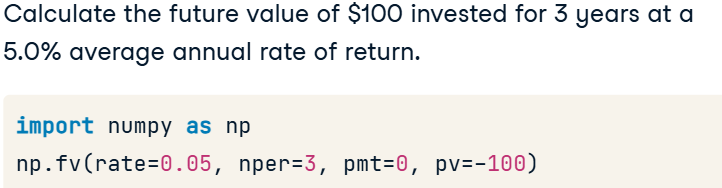 Calculate the future value of $100 invested for 3 years at a
5.0% average annual rate of return.
import numpy as np
np.fv(rate=0.05, nper=3, pmt=0, pv=-100)